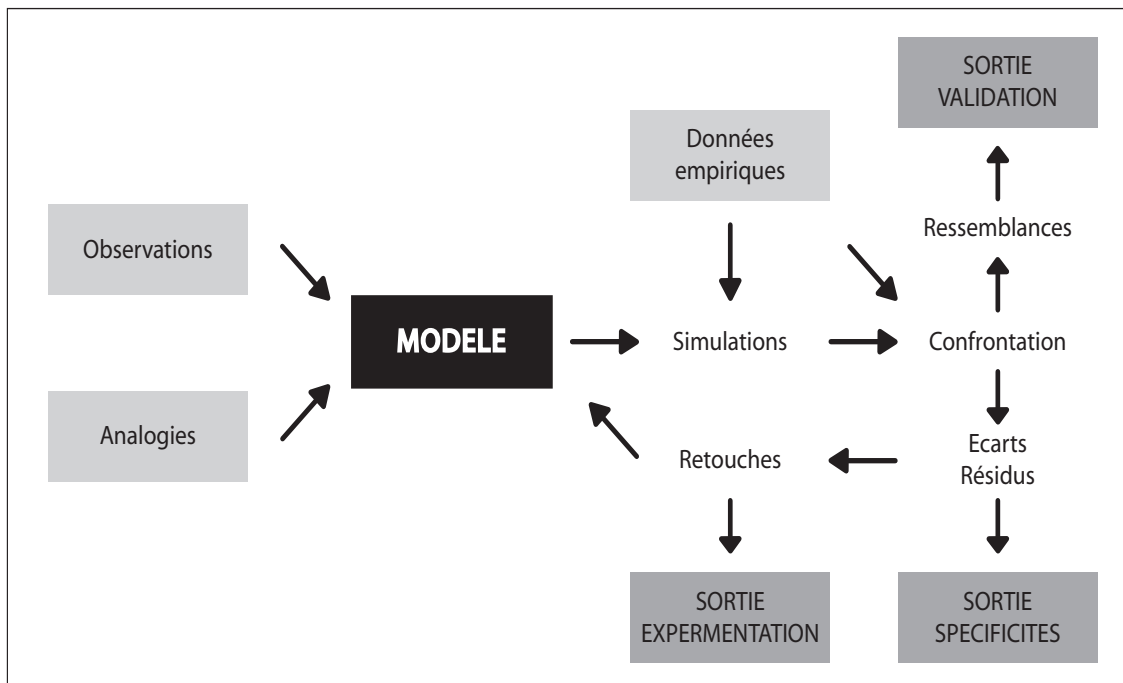 SORTIE
VALIDATION
Données
empiriques
Ressemblances
Observations
MODELE
Simulations
Confrontation
Analogies
Retouches
Ecarts
Résidus
SORTIE
EXPERMENTATION
SORTIE
SPECIFICITES